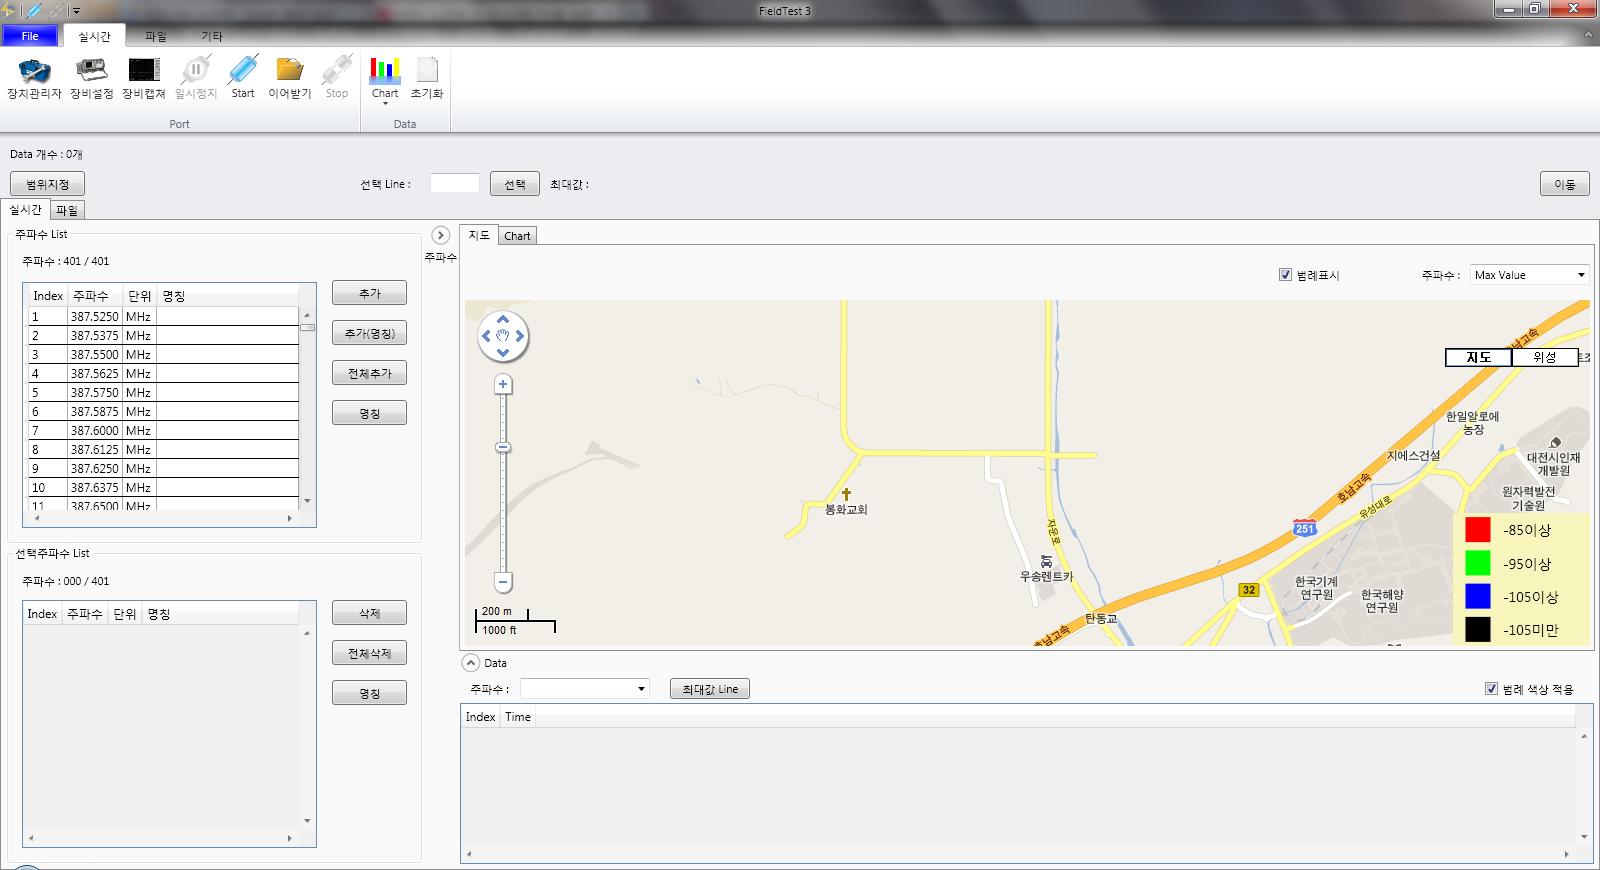 FieldTest 3
File 실시간 파일 기타
장치관리자 장비설정 장비캡쳐 일시정지 Start 이어받기 Stop Chart 초기화
Port Data
Data 개수 : 0개
범위지정 선택 Line : 선택 최대값 : 이동
실시간 파일
주파수 List
주파수 : 401 / 401
Index 주파수 단위 명칭
1 387.5250 MHz
2 387.5375 MHz
3 387.5500 MHz
4 387.5625 MHz
5 387.5750 MHz
6 387.5875 MHz
7 387.6000 MHz
8 387.6125 MHz
9 387.6250 MHz
10 387.6375 MHz
11 387.6500 MHz
추가
추가(명칭)
전체추가
명칭
선택주파수 List
주파수 : 000 / 401
Index 주파수 단위 명칭
삭제
전체삭제
명칭
주파수
지도 Chart
범례표시 주파수 : Max Value
호남고속
지도 위성
한일알로에
농장
지에스건설
대전시인재
개발원
호남고속
원자력발전
기술원
봉화교회
유성대로
251
자운로
우송렌트카
32
한국기계
연구원
한국해양
연구원
탄동교
호남고속
200 m
1000 ft
-85이상
-95이상
-105이상
-105미만
Data
주파수 : 최대값 Line 범례 색상 적용
Index Time